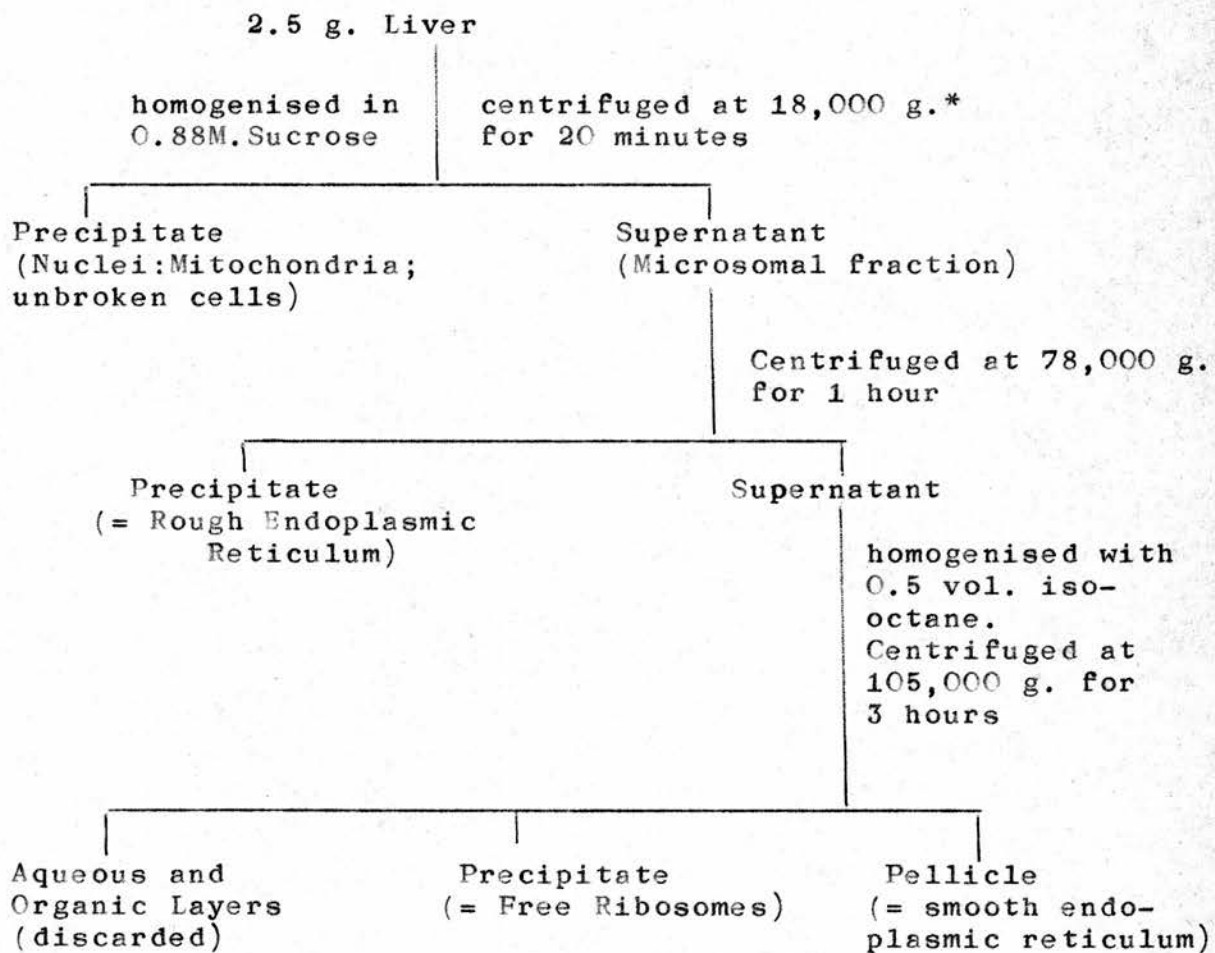 2.5 g. Liver
homogenised in
0.88M.Sucrose
centrifuged at 18,000 g.*
for 20 minutes
Precipitate
(Nuclei:Mitochondria;
unbroken cells)
Supernatant
(Microsomal fraction)
Centrifuged at 78,000 g.
for 1 hour
Precipitate
(= Rough Endoplasmic
Reticulum)
Supernatant
homogenised with
0.5 vol. iso-
octane.
Centrifuged at
105,000 g. for
3 hours
Aqueous and
Organic Layers
(discarded)
Precipitate
(= Free Ribosomes)
Pellicle
(= smooth endo-
plasmic reticulum)